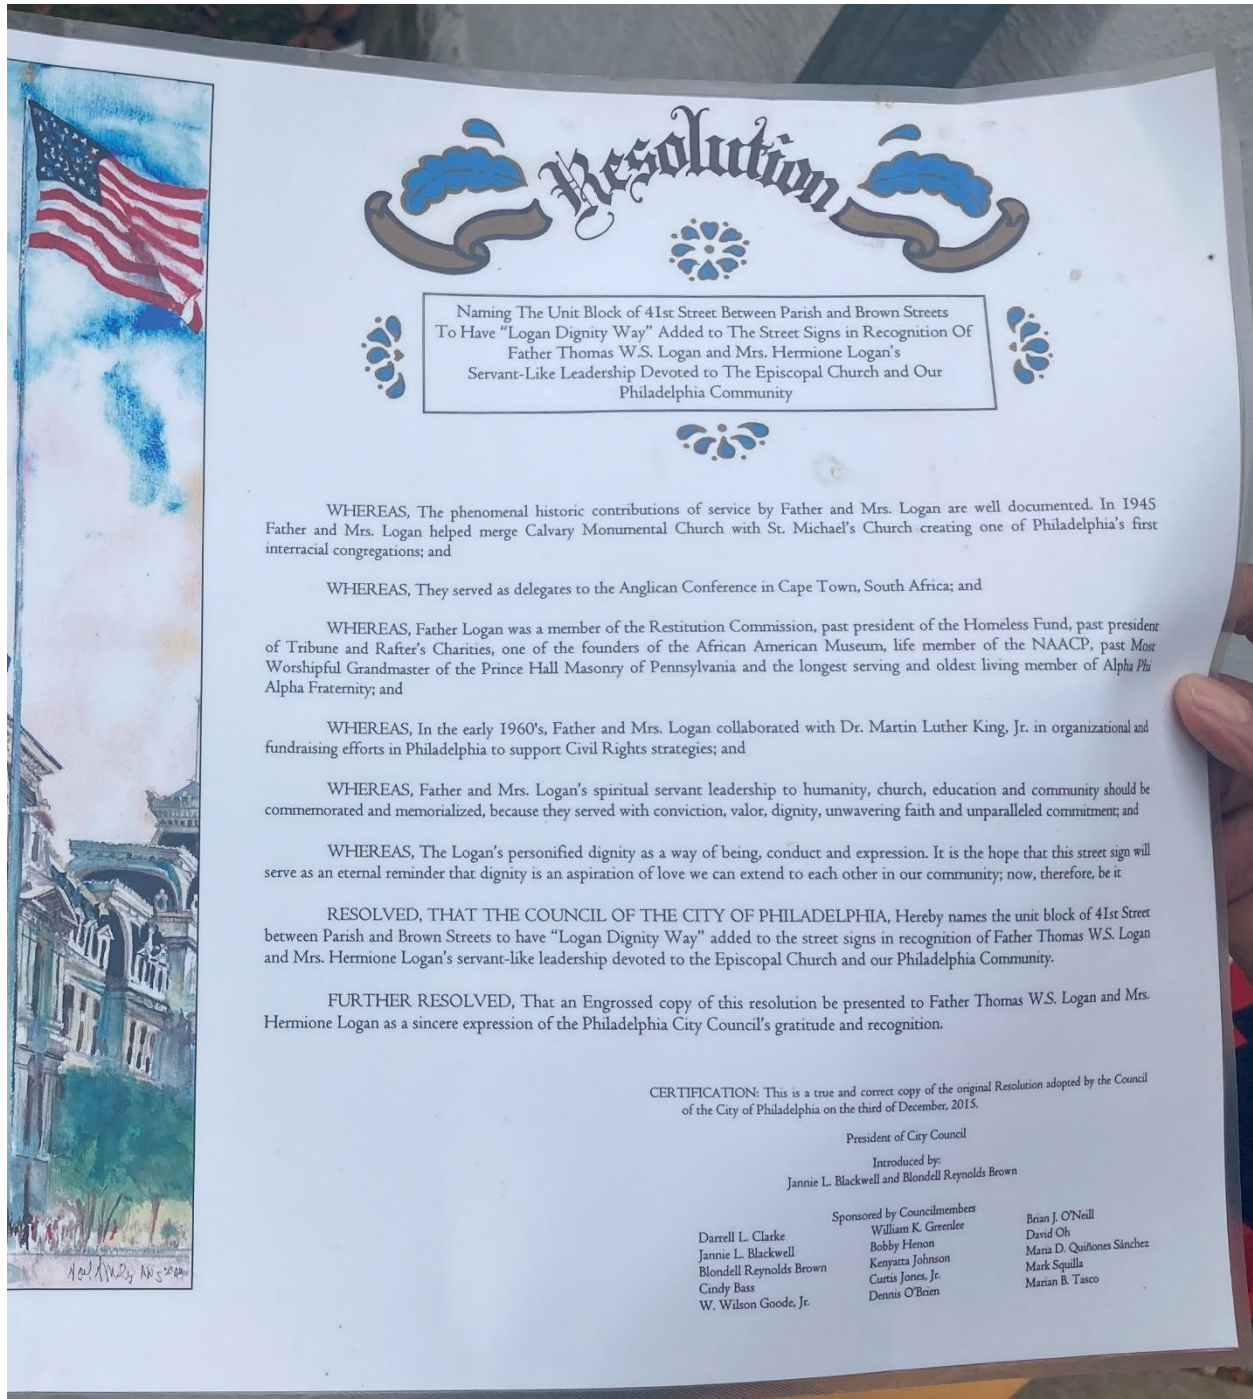 Resolution
Naming The Unit Block of 41st Street Between Parish and Brown Streets
To Have “Logan Dignity Way” Added to The Street Signs in Recognition Of
Father Thomas W.S. Logan and Mrs. Hermione Logan's
Servant-Like Leadership Devoted to The Episcopal Church and Our
Philadelphia Community
WHEREAS, The phenomenal historic contributions of service by Father and Mrs. Logan are well documented. In 1945
Father and Mrs. Logan helped merge Calvary Monumental Church with St. Michael's Church creating one of Philadelphia's first
interracial congregations; and
WHEREAS, They served as delegates to the Anglican Conference in Cape Town, South Africa; and
WHEREAS, Father Logan was a member of the Restitution Commission, past president of the Homeless Fund, past president
of Tribune and Rafter's Charities, one of the founders of the African American Museum, life member of the NAACP, past Most
Worshipful Grandmaster of the Prince Hall Masonry of Pennsylvania and the longest serving and oldest living member of Alpha Phi
Alpha Fraternity; and
WHEREAS, In the early 1960's, Father and Mrs. Logan collaborated with Dr. Martin Luther King, Jr. in organizational and
fundraising efforts in Philadelphia to support Civil Rights strategies; and
WHEREAS, Father and Mrs. Logan's spiritual servant leadership to humanity, church, education and community should be
commemorated and memorialized, because they served with conviction, valor, dignity, unwavering faith and unparalleled commitment; and
WHEREAS, The Logan's personified dignity as a way of being, conduct and expression. It is the hope that this street sign will
serve as an eternal reminder that dignity is an aspiration of love we can extend to each other in our community; now, therefore, be it
RESOLVED, THAT THE COUNCIL OF THE CITY OF PHILADELPHIA, Hereby names the unit block of 41st Street
between Parish and Brown Streets to have “Logan Dignity Way” added to the street signs in recognition of Father Thomas W.S. Logan
and Mrs. Hermione Logan's servant-like leadership devoted to the Episcopal Church and our Philadelphia Community.
FURTHER RESOLVED, That an Engrossed copy of this resolution be presented to Father Thomas W.S. Logan and Mrs.
Hermione Logan as a sincere expression of the Philadelphia City Council's gratitude and recognition.
CERTIFICATION: This is a true and correct copy of the original Resolution adopted by the Council
of the City of Philadelphia on the third of December, 2015.
President of City Council
Introduced by:
Jannie L. Blackwell and Blondell Reynolds Brown
Sponsored by Councilmembers
Darrell L. Clarke
Jannie L. Blackwell
Blondell Reynolds Brown
Cindy Bass
W. Wilson Goode, Jr.
William K. Greenlee
Bobby Henon
Kenyatta Johnson
Curtis Jones, Jr.
Dennis O'Brien
Brian J. O'Neill
David Oh
Maria D. Quiñones Sánchez
Mark Squilla
Marian B. Tasco